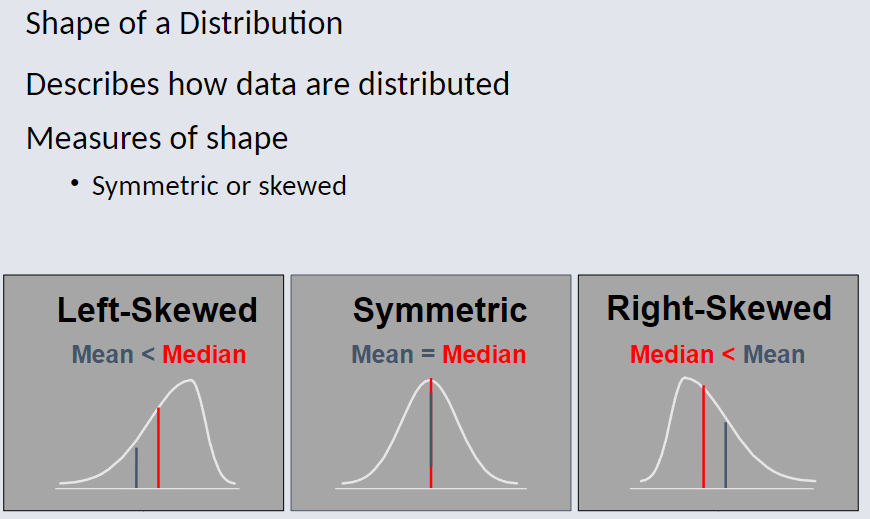 Shape of a Distribution
Describes how data are distributed
Measures of shape
• Symmetric or skewed
Left-Skewed
Mean < Median
Symmetric
Mean = Median
Right-Skewed
Median < Mean